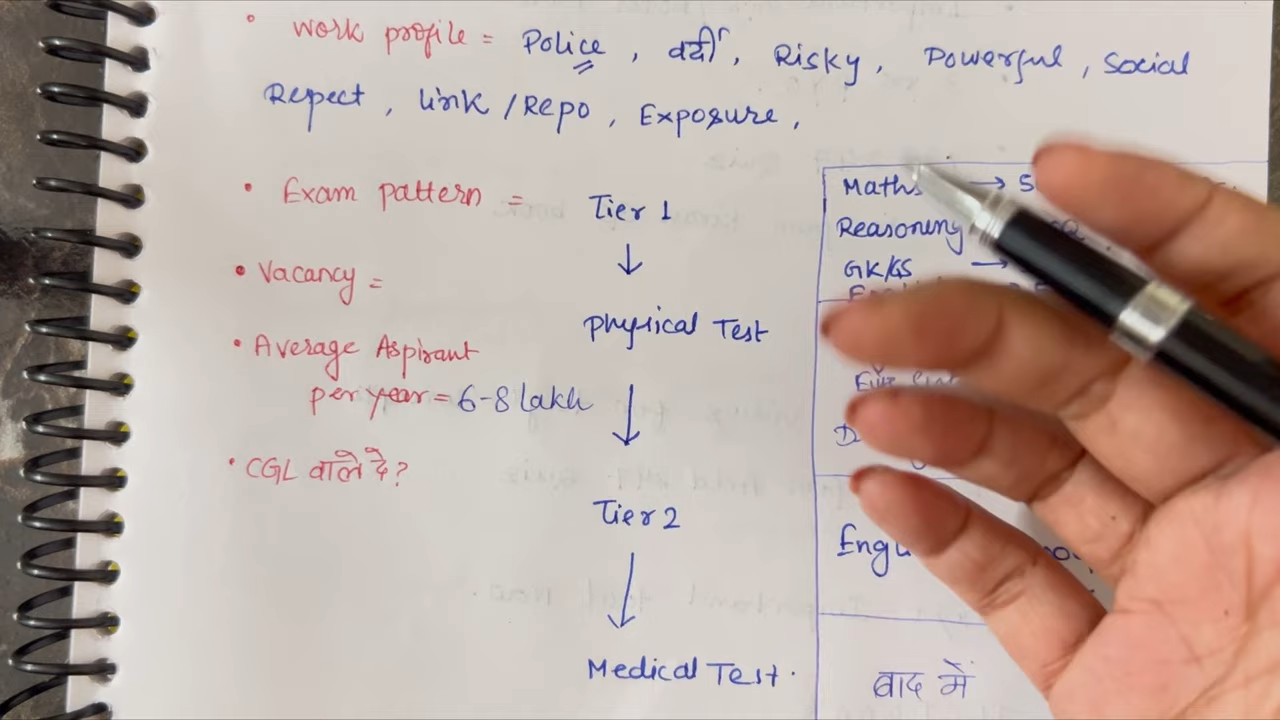 • Work profile = Police, वर्दी, Risky, Powerful, Social
Repect, link/Repo, Exposure,
• Exam pattern =
Tier 1
↓
Physical Test
↓
Tier 2
↓
Medical Test.
• Vacancy =
• Average Aspirant
per year = 6-8 lakh
• CGL वाले दे?
Maths →
Reasoning
GK/GS →
बाद में